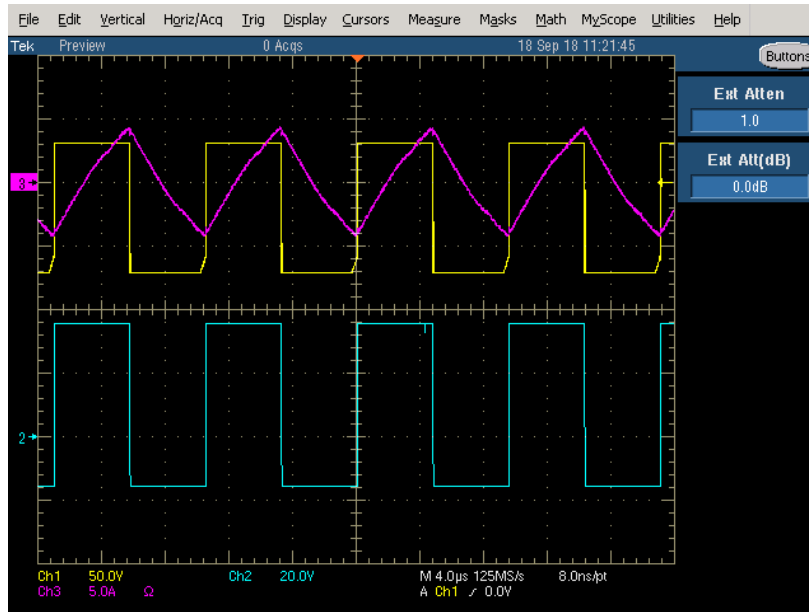 File Edit Vertical Horiz/Acq Trig Display Cursors Measure Masks Math MyScope Utilities Help
Tek Preview 0 Acqs 18 Sep 18 11:21:45
Buttons
Ext Atten
1.0
Ext Att(dB)
0.0dB
3
2
Ch1 50.0V Ch2 20.0V M 4.0µs 125MS/s 8.0ns/pt
Ch3 5.0A Ω A Ch1 ∕ 0.0V